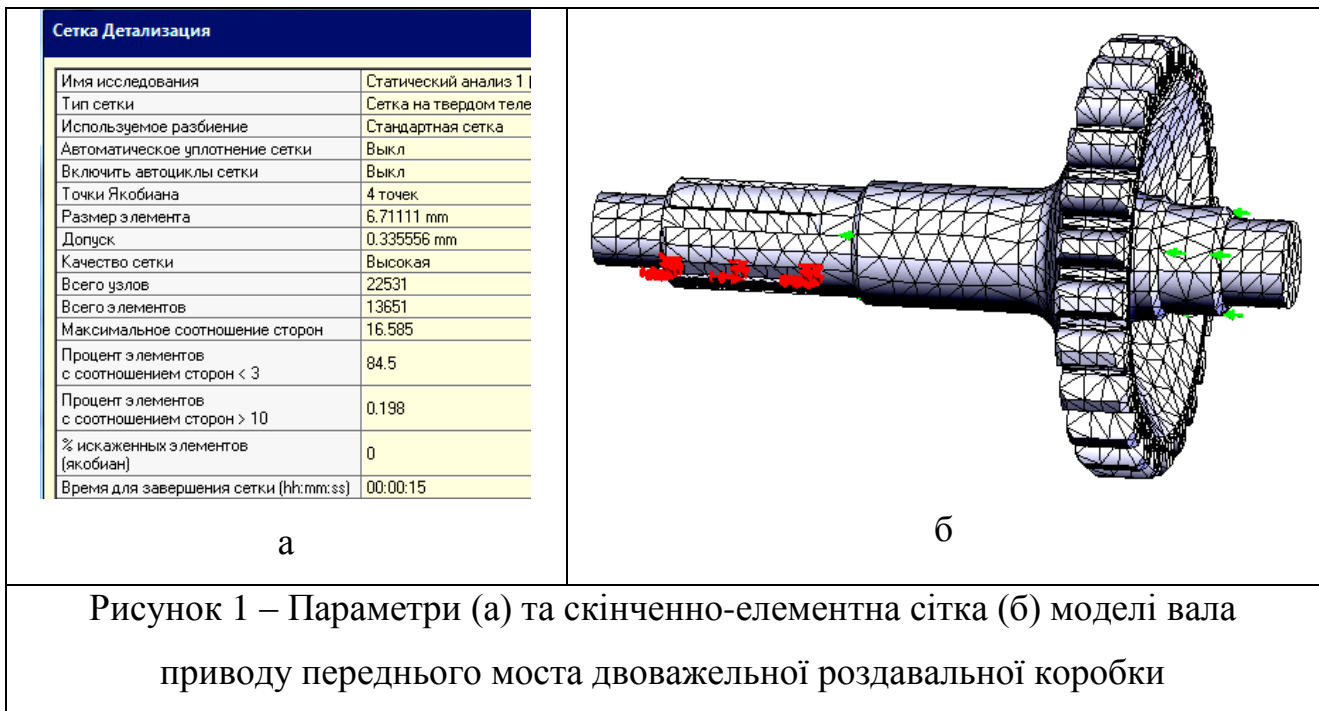 Сетка Детализация
Имя исследования Статический анализ 1
Тип сетки Сетка на твердом теле
Используемое разбиение Стандартная сетка
Автоматическое уплотнение сетки Выкл
Включить автоциклы сетки Выкл
Точки Якобиана 4 точек
Размер элемента 6.71111 mm
Допуск 0.335556 mm
Качество сетки Высокая
Всего узлов 22531
Всего элементов 13651
Максимальное соотношение сторон 16.585
Процент элементов
с соотношением сторон < 3 84.5
Процент элементов
с соотношением сторон > 10 0.198
% искаженных элементов
(якобиан) 0
Время для завершения сетки (hh:mm:ss) 00:00:15
а
б
Рисунок 1 – Параметри (а) та скінченно-елементна сітка (б) моделі вала
приводу переднього моста двоважельної роздавальної коробки